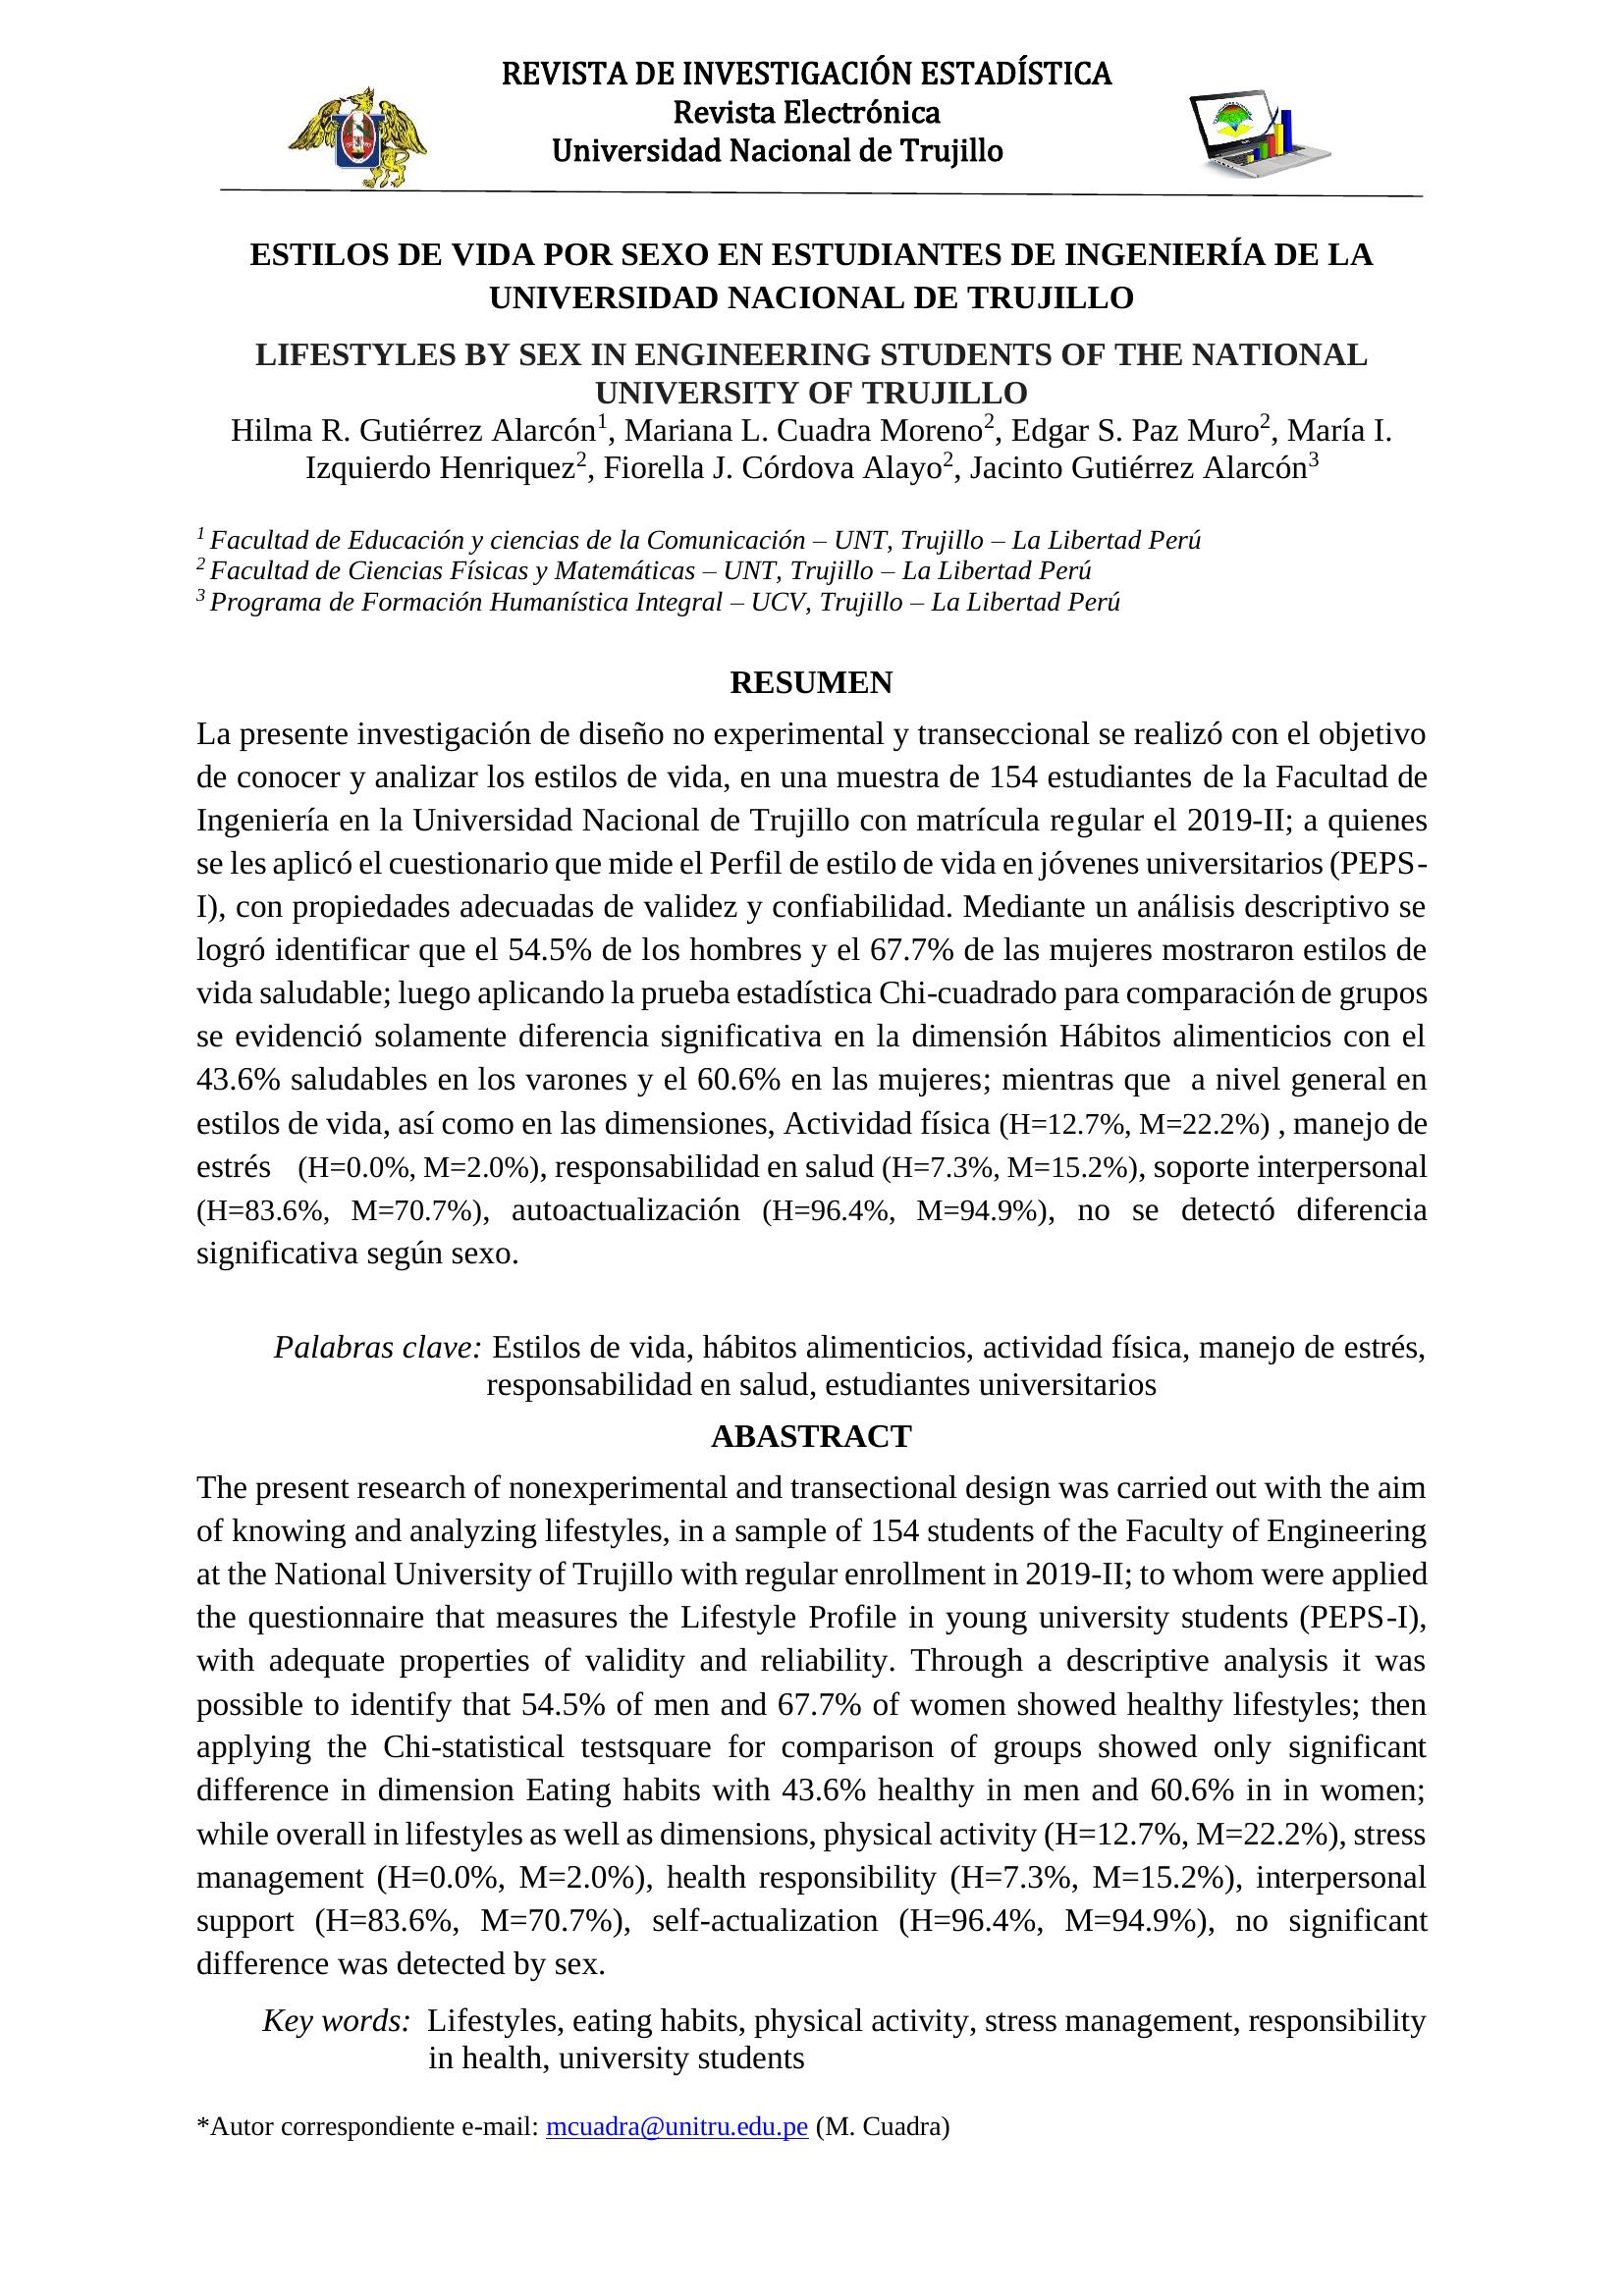 REVISTA DE INVESTIGACIÓN ESTADÍSTICA
Revista Electrónica
Universidad Nacional de Trujillo
ESTILOS DE VIDA POR SEXO EN ESTUDIANTES DE INGENIERÍA DE LA
UNIVERSIDAD NACIONAL DE TRUJILLO
LIFESTYLES BY SEX IN ENGINEERING STUDENTS OF THE NATIONAL
UNIVERSITY OF TRUJILLO
Hilma R. Gutiérrez Alarcón1, Mariana L. Cuadra Moreno2, Edgar S. Paz Muro2, María I.
Izquierdo Henriquez2, Fiorella J. Córdova Alayo2, Jacinto Gutiérrez Alarcón3
1 Facultad de Educación y ciencias de la Comunicación – UNT, Trujillo – La Libertad Perú
2 Facultad de Ciencias Físicas y Matemáticas – UNT, Trujillo – La Libertad Perú
3 Programa de Formación Humanística Integral – UCV, Trujillo – La Libertad Perú
RESUMEN
La presente investigación de diseño no experimental y transeccional se realizó con el objetivo
de conocer y analizar los estilos de vida, en una muestra de 154 estudiantes de la Facultad de
Ingeniería en la Universidad Nacional de Trujillo con matrícula regular el 2019-II; a quienes
se les aplicó el cuestionario que mide el Perfil de estilo de vida en jóvenes universitarios (PEPS-
I), con propiedades adecuadas de validez y confiabilidad. Mediante un análisis descriptivo se
logró identificar que el 54.5% de los hombres y el 67.7% de las mujeres mostraron estilos de
vida saludable; luego aplicando la prueba estadística Chi-cuadrado para comparación de grupos
se evidenció solamente diferencia significativa en la dimensión Hábitos alimenticios con el
43.6% saludables en los varones y el 60.6% en las mujeres; mientras que a nivel general en
estilos de vida, así como en las dimensiones, Actividad física (H=12.7%, M=22.2%) , manejo de
estrés (H=0.0%, M=2.0%), responsabilidad en salud (H=7.3%, M=15.2%), soporte interpersonal
(H=83.6%, M=70.7%), autoactualización (H=96.4%, M=94.9%), no se detectó diferencia
significativa según sexo.
Palabras clave: Estilos de vida, hábitos alimenticios, actividad física, manejo de estrés,
responsabilidad en salud, estudiantes universitarios
ABASTRACT
The present research of nonexperimental and transectional design was carried out with the aim
of knowing and analyzing lifestyles, in a sample of 154 students of the Faculty of Engineering
at the National University of Trujillo with regular enrollment in 2019-II; to whom were applied
the questionnaire that measures the Lifestyle Profile in young university students (PEPS-I),
with adequate properties of validity and reliability. Through a descriptive analysis it was
possible to identify that 54.5% of men and 67.7% of women showed healthy lifestyles; then
applying the Chi-statistical testsquare for comparison of groups showed only significant
difference in dimension Eating habits with 43.6% healthy in men and 60.6% in in women;
while overall in lifestyles as well as dimensions, physical activity (H=12.7%, M=22.2%), stress
management (H=0.0%, M=2.0%), health responsibility (H=7.3%, M=15.2%), interpersonal
support (H=83.6%, M=70.7%), self-actualization (H=96.4%, M=94.9%), no significant
difference was detected by sex.
Key words: Lifestyles, eating habits, physical activity, stress management, responsibility
in health, university students
*Autor correspondiente e-mail: mcuadra@unitru.edu.pe (M. Cuadra)